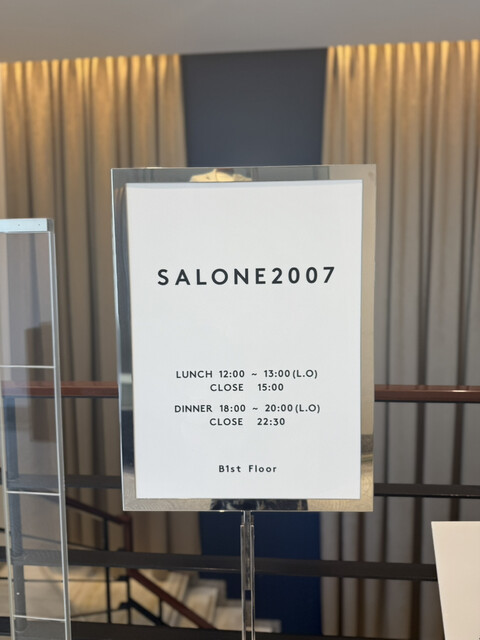 SALONE2007
LUNCH 12:00 ~ 13:00(L.O)
CLOSE 15:00
DINNER 18:00 ~ 20:00(L.O)
CLOSE 22:30
B1st Floor